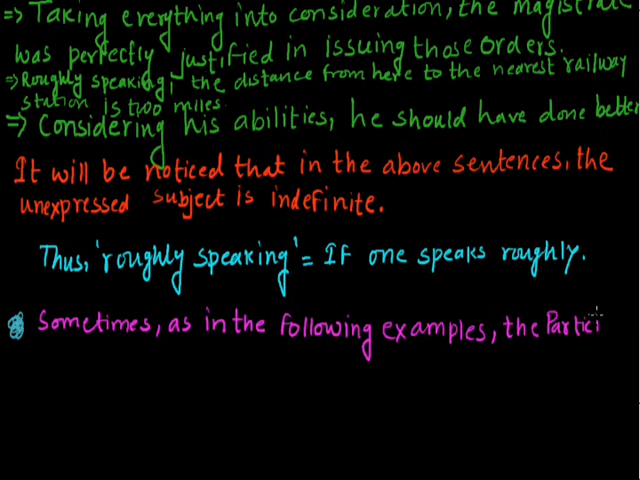 => Taking everything into consideration, the magistrate
was perfectly justified in issuing those orders.
=> Roughly speaking, the distance from here to the nearest railway
station is two miles.
=> Considering his abilities, he should have done better
It will be noticed that in the above sentences, the
unexpressed subject is indefinite.
Thus, 'roughly speaking' = If one speaks roughly.
Sometimes, as in the following examples, the Partici